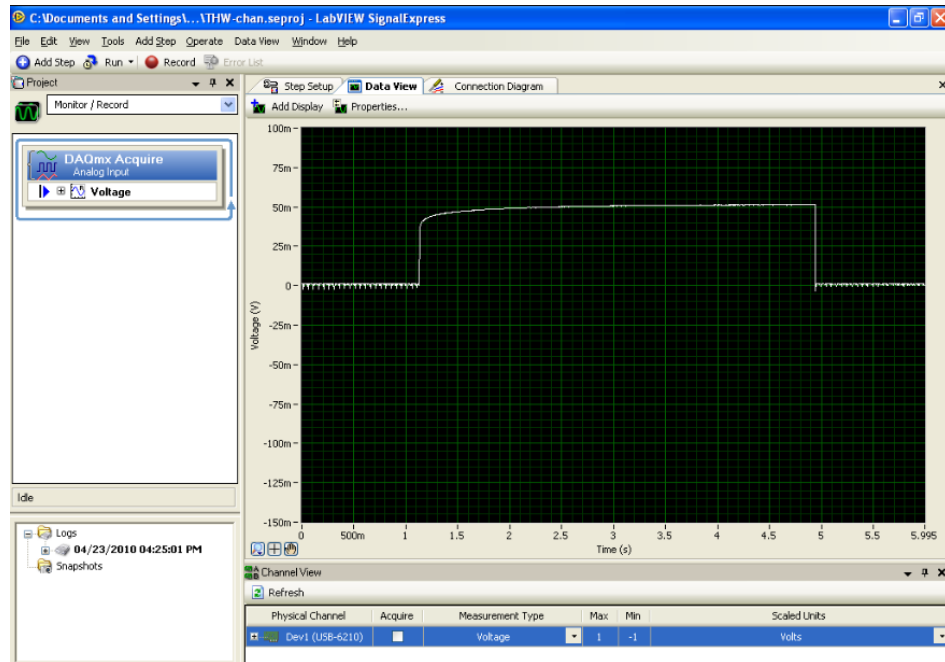 C:\Documents and Settings\...\THW-chan.seproj - LabVIEW SignalExpress
File Edit View Tools Add Step Operate Data View Window Help
Add Step Run Record Error List
Project
Monitor / Record
DAQmx Acquire
Analog Input
Voltage
Idle
Logs
04/23/2010 04:25:01 PM
Snapshots
Step Setup Data View Connection Diagram
Add Display Properties...
100m
75m
50m
25m
0
-25m
-50m
-75m
-100m
-125m
-150m
Voltage (V)
0 500m 1 1.5 2 2.5 3 3.5 4 4.5 5 5.5 5.995
Time (s)
Channel View
Refresh
Physical Channel Acquire Measurement Type Max Min Scaled Units
Dev1 (USB-6210) Voltage 1 -1 Volts